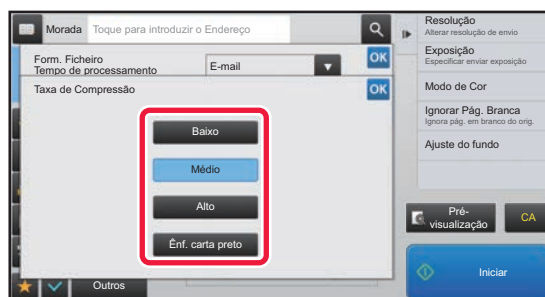 Morada
Toque para introduzir o Endereço
Form. Ficheiro
Tempo de processamento
E-mail
OK
Taxa de Compressão
OK
Baixo
Médio
Alto
Ênf. carta preto
Outros
Resolução
Alterar resolução de envio
Exposição
Especificar enviar exposição
Modo de Cor
Ignorar Pág. Branca
Ignora pág. em branco do orig.
Ajuste do fundo
Pré-
visualização
CA
Iniciar